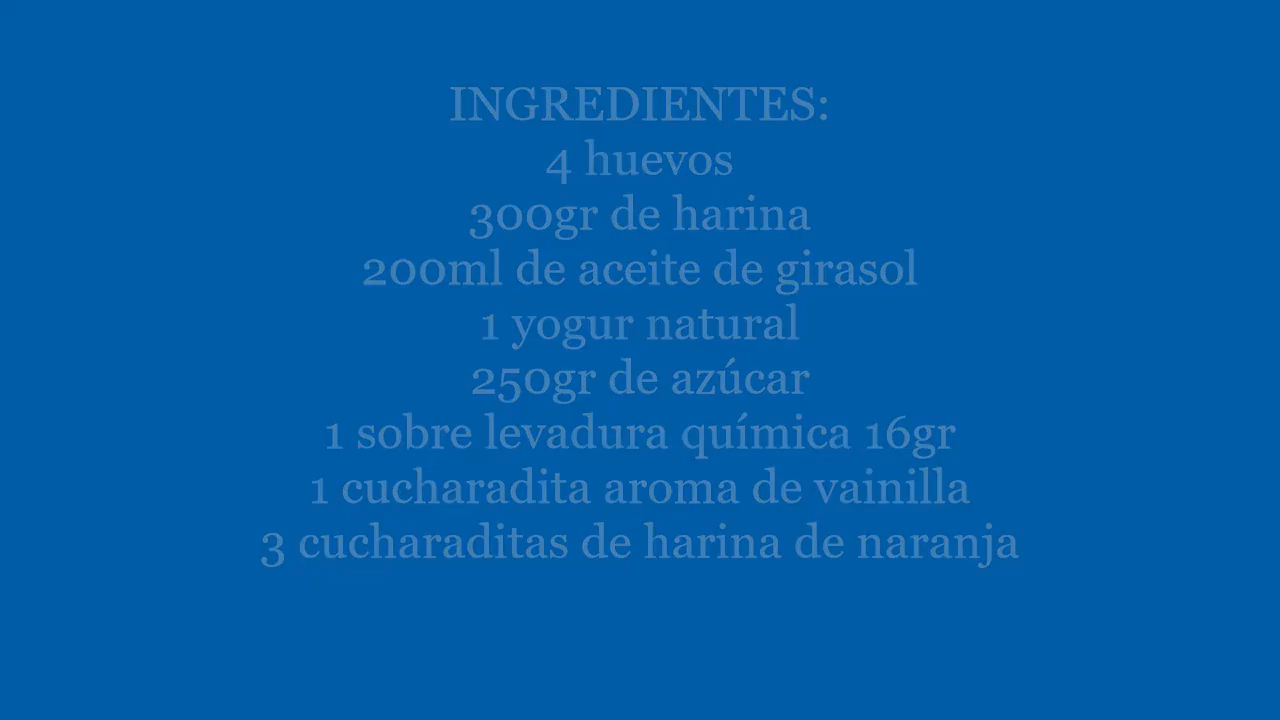 INGREDIENTES:
4 huevos
300gr de harina
200ml de aceite de girasol
1 yogur natural
250gr de azúcar
1 sobre levadura química 16gr
1 cucharadita aroma de vainilla
3 cucharaditas de harina de naranja